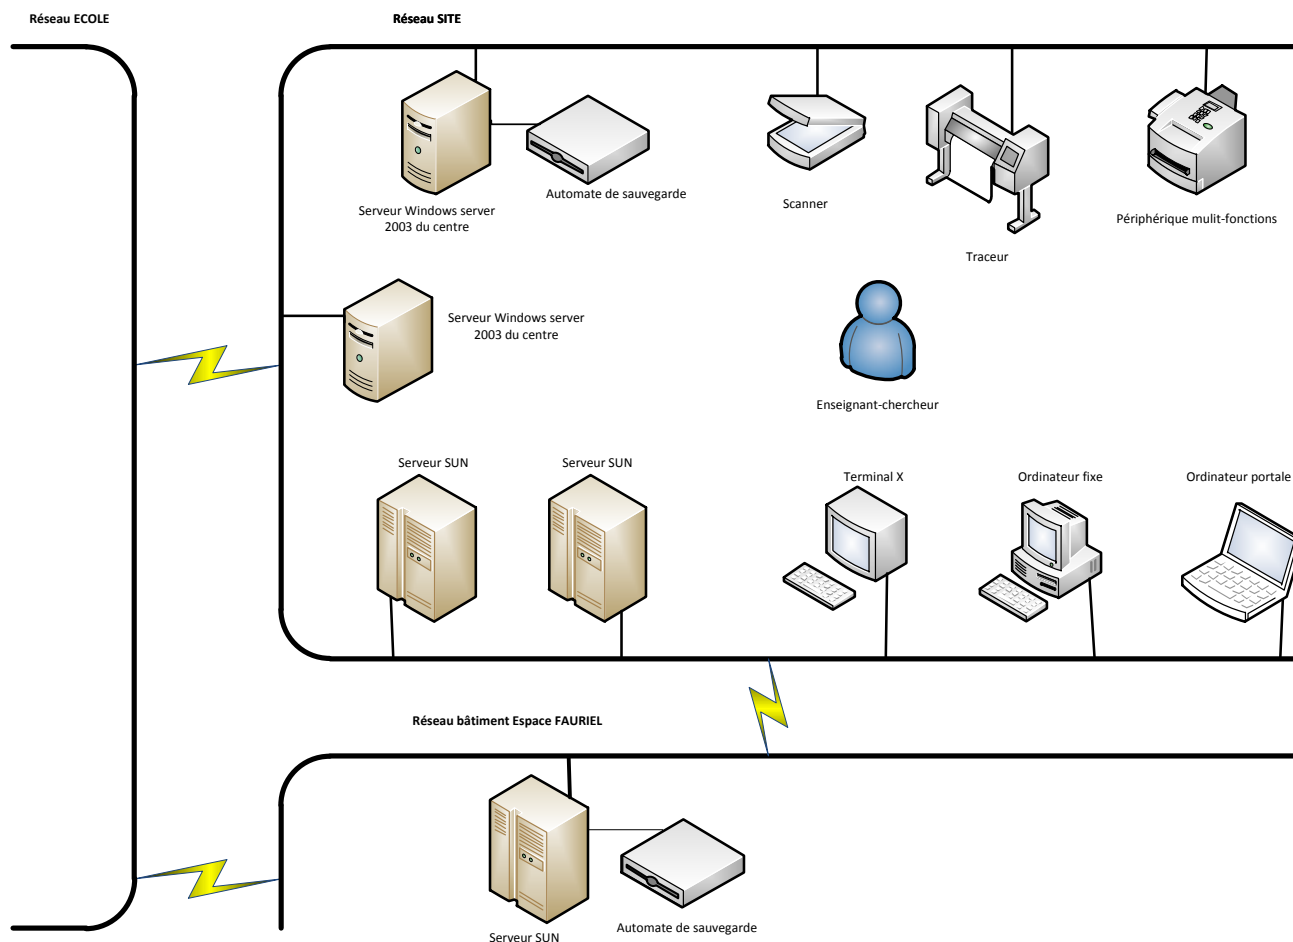 Réseau ECOLE
Réseau SITE
Serveur Windows server
2003 du centre
Automate de sauvegarde
Scanner
Traceur
Périphérique mulit-fonctions
Serveur Windows server
2003 du centre
Enseignant-chercheur
Serveur SUN
Serveur SUN
Terminal X
Ordinateur fixe
Ordinateur portale
Réseau bâtiment Espace FAURIEL
Serveur SUN
Automate de sauvegarde